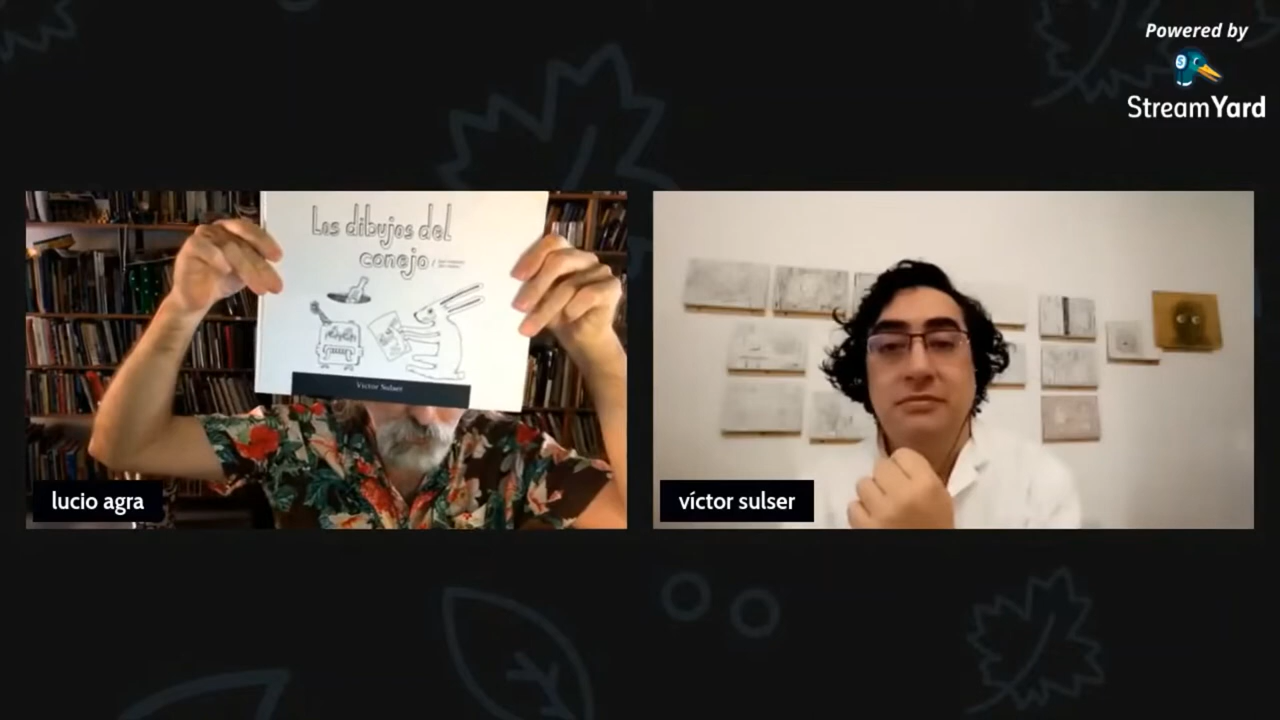 Powered by
StreamYard
Los dibujos del
conejo /
Víctor Sulser
lucio agra
víctor sulser